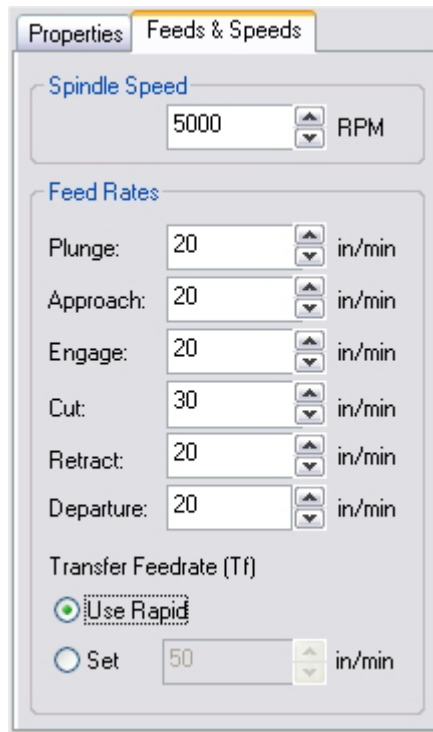 Properties Feeds & Speeds
Spindle Speed
5000 RPM
Feed Rates
Plunge: 20 in/min
Approach: 20 in/min
Engage: 20 in/min
Cut: 30 in/min
Retract: 20 in/min
Departure: 20 in/min
Transfer Feedrate (Tf)
Use Rapid
Set 50 in/min